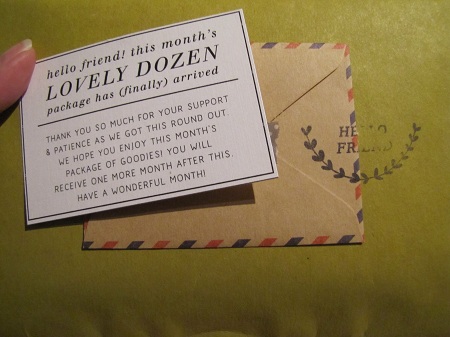 hello friend! this month's
LOVELY DOZEN
package has (finally) arrived
THANK YOU SO MUCH FOR YOUR SUPPORT
& PATIENCE AS WE GOT THIS ROUND OUT.
WE HOPE YOU ENJOY THIS MONTH'S
PACKAGE OF GOODIES! YOU WILL
RECEIVE ONE MORE MONTH AFTER THIS.
HAVE A WONDERFUL MONTH!
HELLO
FRIEND